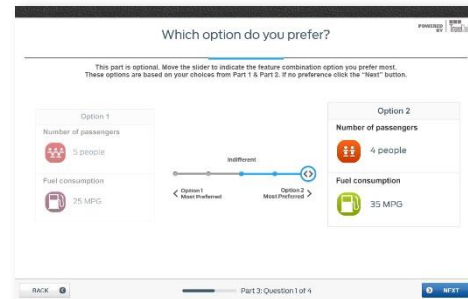 POWERED
BY
Which option do you prefer?
This part is optional. Move the slider to indicate the feature combination option you prefer most.
These options are based on your choices from Part 1 & Part 2. If no preference click the "Next" button.
Option 1
Number of passengers
5 people
Fuel consumption
25 MPG
Indifferent
Option 1
Most Preferred
Option 2
Most Preferred
Option 2
Number of passengers
4 people
Fuel consumption
35 MPG
BACK
Part 3: Question 1 of 4
NEXT